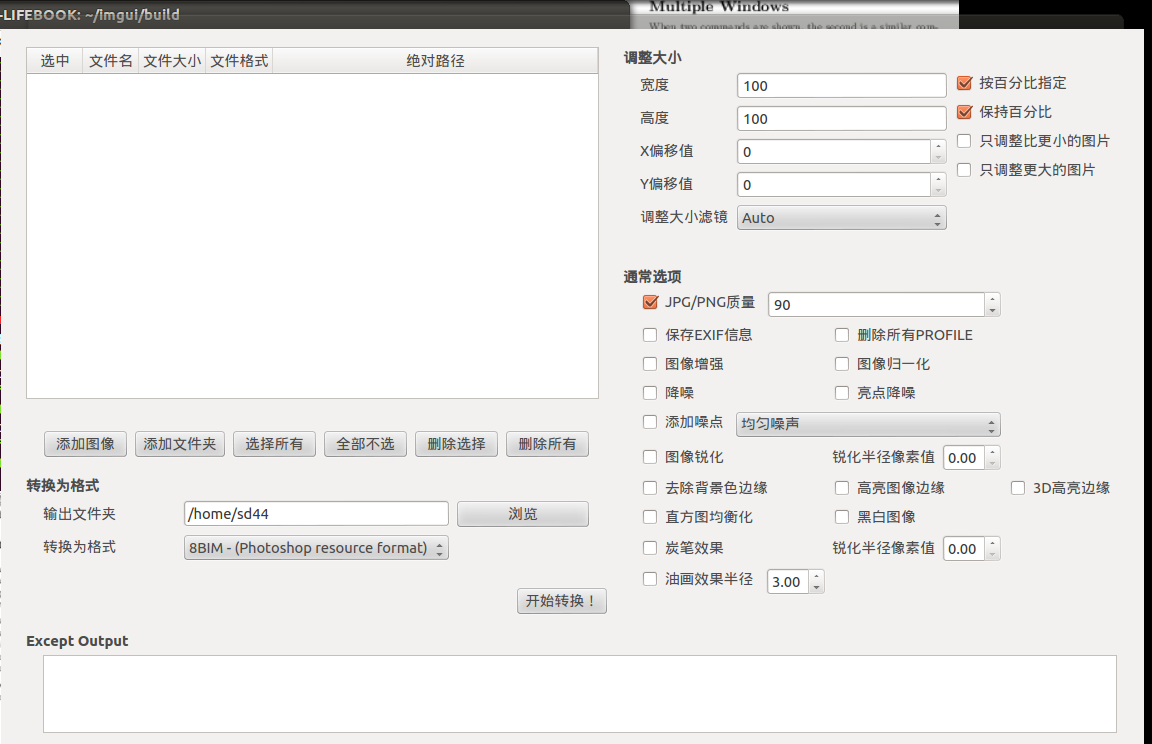 -LIFEBOOK: ~/imgui/build
Multiple Windows
When two commands are shown, the second is a similar com-
选中 文件名 文件大小 文件格式 绝对路径
添加图像 添加文件夹 选择所有 全部不选 删除选择 删除所有
转换为格式
输出文件夹 /home/sd44 浏览
转换为格式 8BIM - (Photoshop resource format)
开始转换！
调整大小
宽度 100 按百分比指定
高度 100 保持百分比
X偏移值 0 只调整比更小的图片
Y偏移值 0 只调整更大的图片
调整大小滤镜 Auto
通常选项
JPG/PNG质量 90
保存EXIF信息 删除所有PROFILE
图像增强 图像归一化
降噪 亮点降噪
添加噪点 均匀噪声
图像锐化 锐化半径像素值 0.00
去除背景色边缘 高亮图像边缘 3D高亮边缘
直方图均衡化 黑白图像
炭笔效果 锐化半径像素值 0.00
油画效果半径 3.00
Except Output